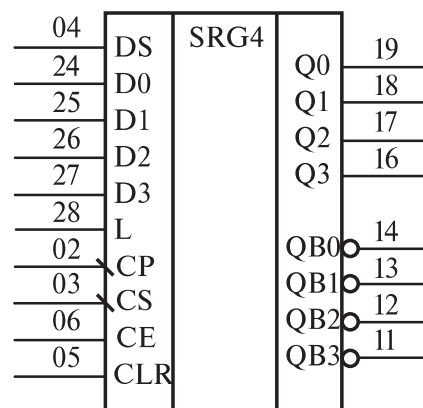 SRG4
04 DS
24 D0
25 D1
26 D2
27 D3
28 L
02 CP
03 CS
06 CE
05 CLR
Q0 19
Q1 18
Q2 17
Q3 16
QB0 14
QB1 13
QB2 12
QB3 11